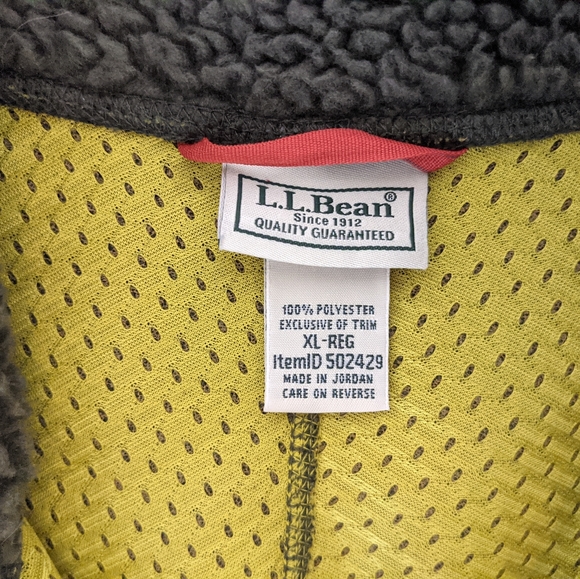 L.L.Bean®
Since 1912
QUALITY GUARANTEED
100% POLYESTER
EXCLUSIVE OF TRIM
XL-REG
ItemID 502429
MADE IN JORDAN
CARE ON REVERSE